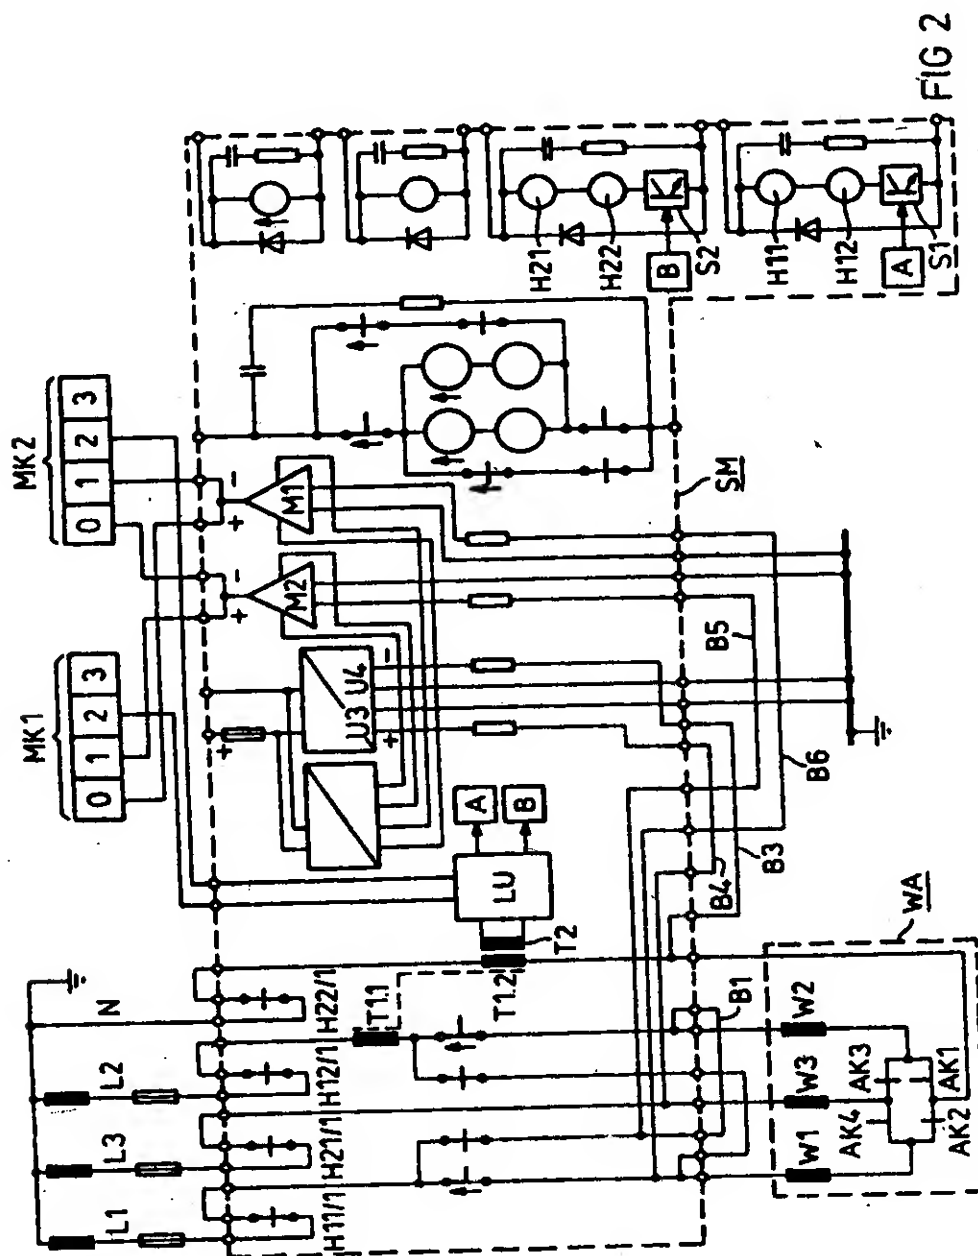 FIG 2
MK1
0 1 2 3
MK2
0 1 2 3
L1
L3
L2
N
H11/1
H21/1
H12/1
H22/1
T1.1
T1.2
T2
LU
A
B
+
U3
U4
+
-
M2
+
-
M1
+
-
SM
H21
H22
B
S2
H11
H12
A
S1
B1
B4
B3
B6
B5
WA
W1
W3
W2
AK4
AK3
AK2
AK1